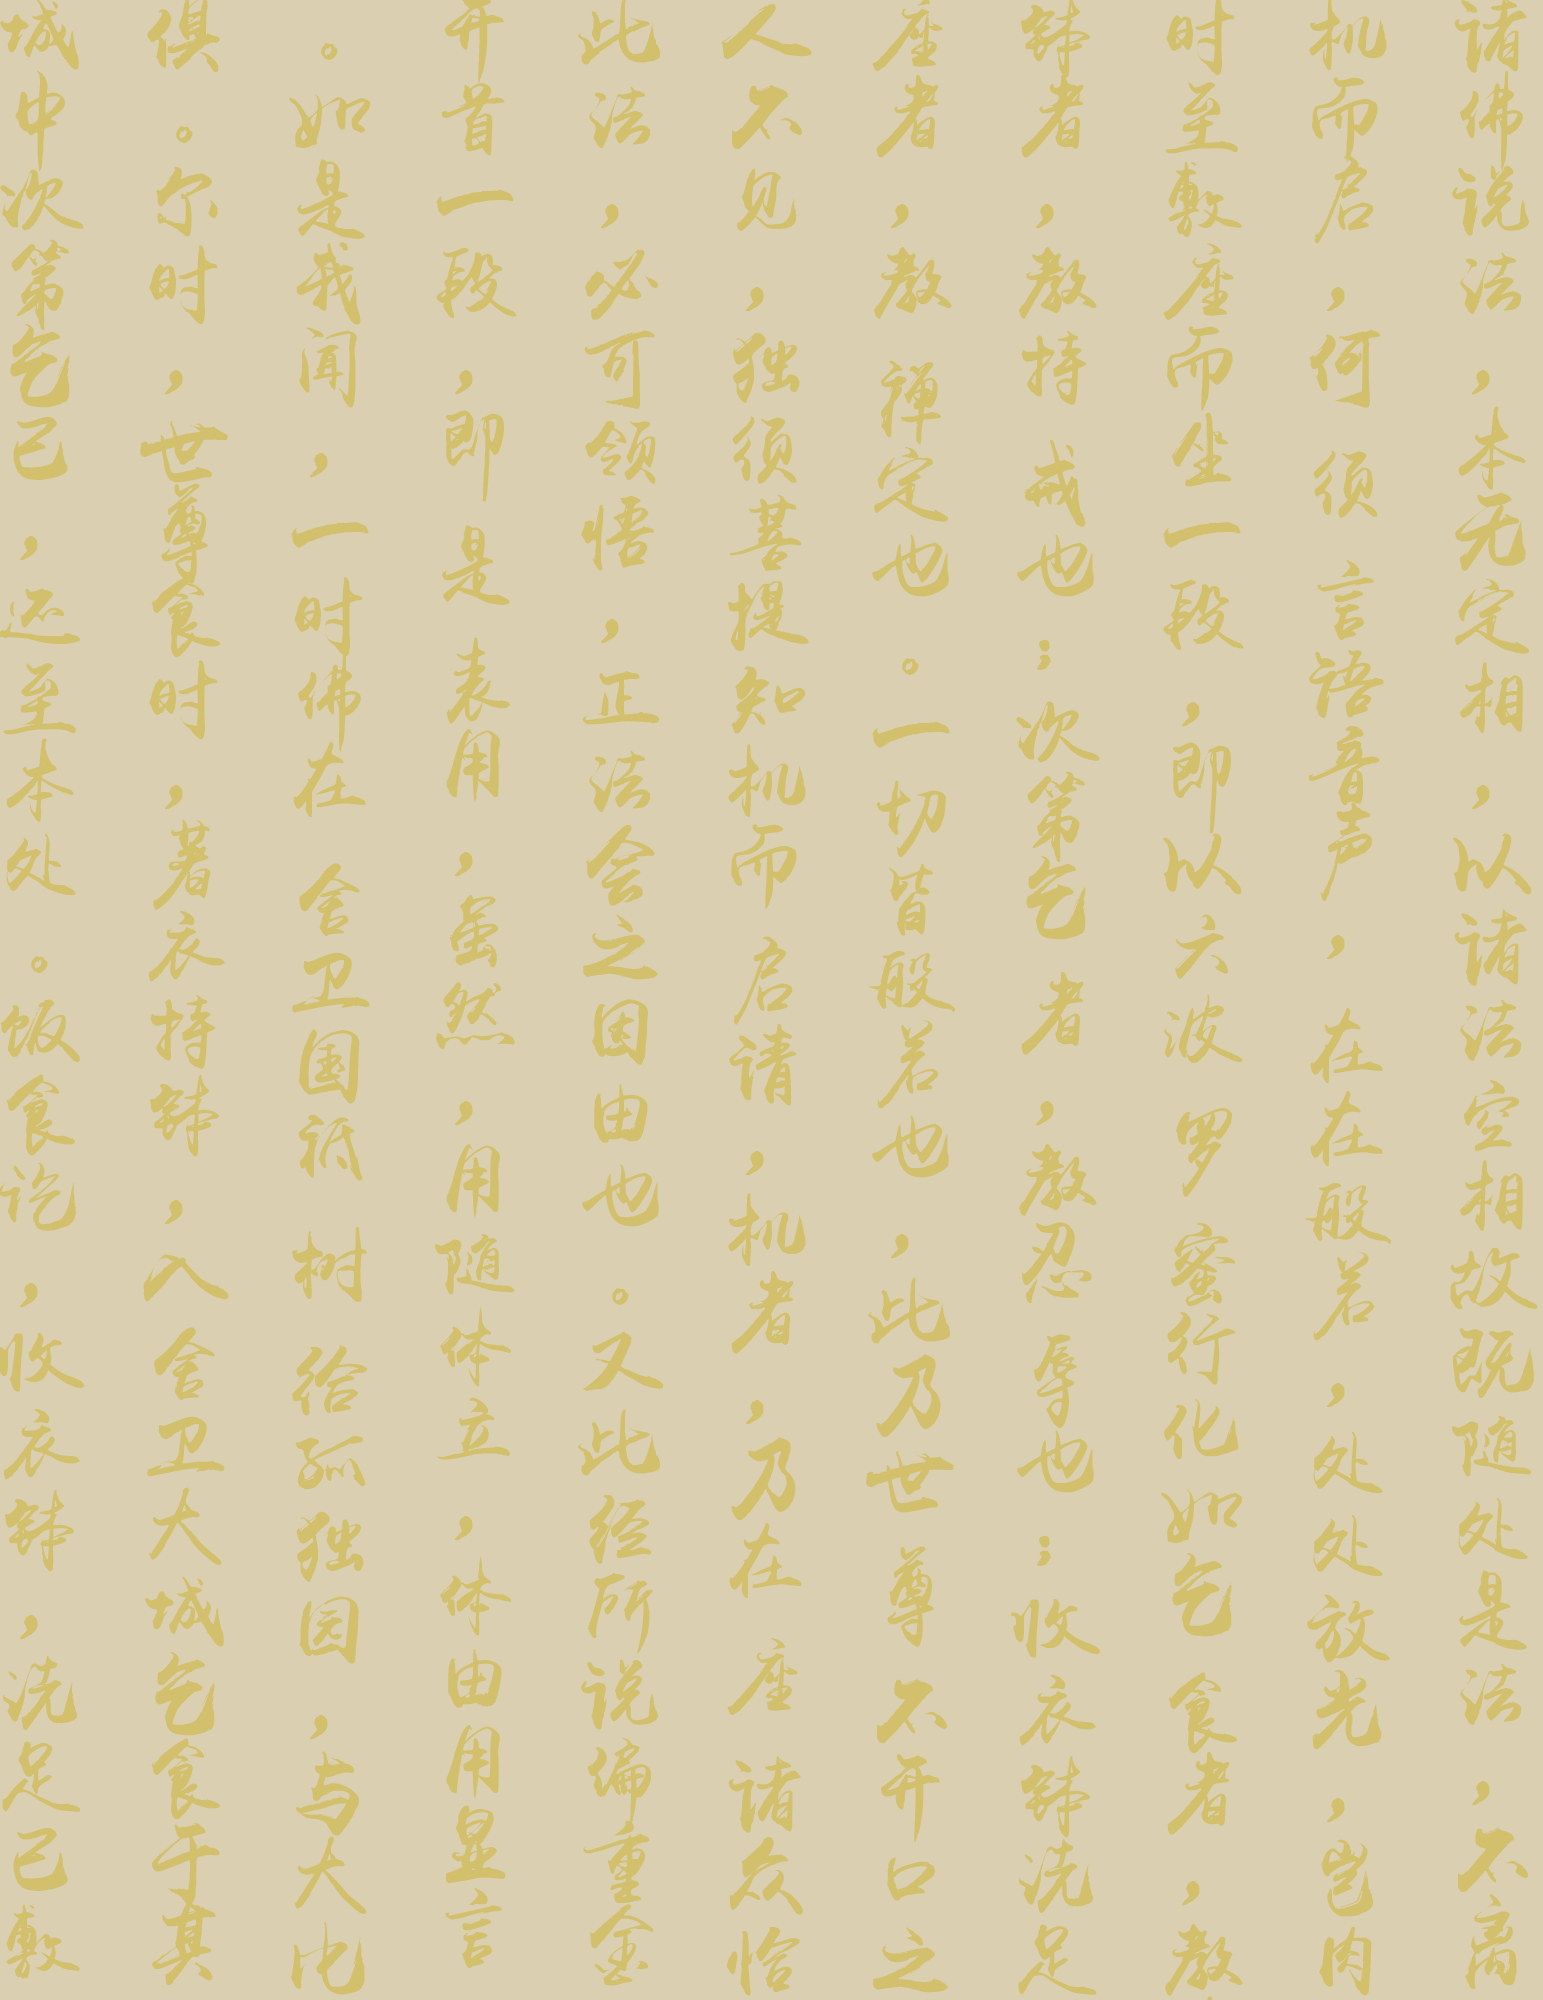 诸佛说法，本无定相，以诸法空相故既随处是法，不离
机而启，何须言语音声，在在般若，处处放光，岂肉
时至敷座而坐一段，即以六波罗蜜行化如乞食者，教
钵者，教持戒也；次第乞者，教忍辱也；收衣钵洗足
座者，教禅定也。一切皆般若也，此乃世尊不开口之
人不见，独须菩提知机而启请，机者，乃在座诸众恰
此法，必可领悟，正法会之因由也。又此经所说偏重金
开首一段，即是表用，虽然，用随体立，体由用显言
。如是我闻，一时佛在舍卫国祇树给孤独园，与大比
俱。尔时，世尊食时，著衣持钵，入舍卫大城乞食于其
城中次第乞已，还至本处。饭食讫，收衣钵，洗足已敷